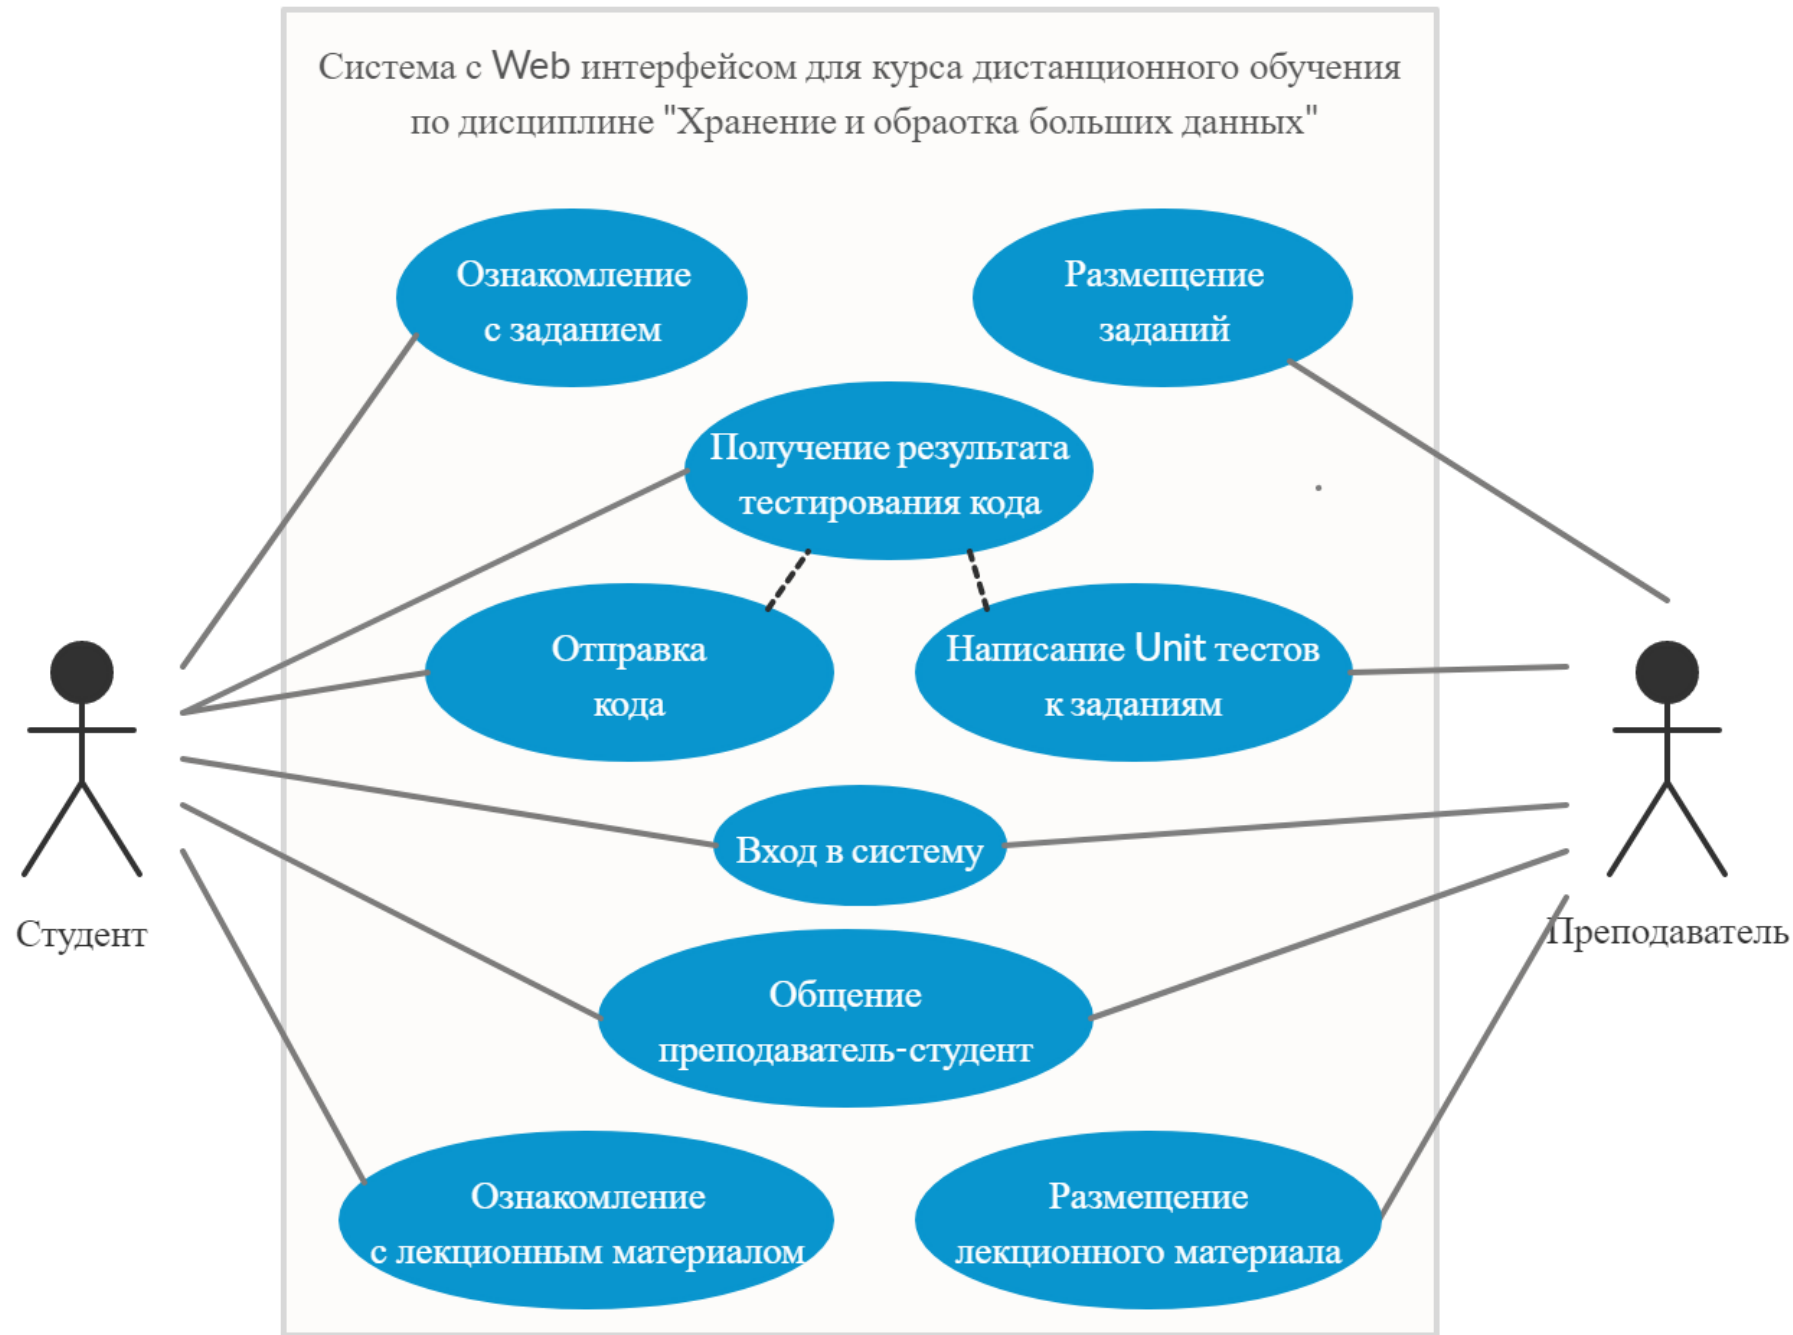 Система с Web интерфейсом для курса дистанционного обучения
по дисциплине "Хранение и обраотка больших данных"
Ознакомление
с заданием
Размещение
заданий
Получение результата
тестирования кода
Отправка
кода
Написание Unit тестов
к заданиям
Вход в систему
Студент
Преподаватель
Общение
преподаватель-студент
Ознакомление
с лекционным материалом
Размещение
лекционного материала